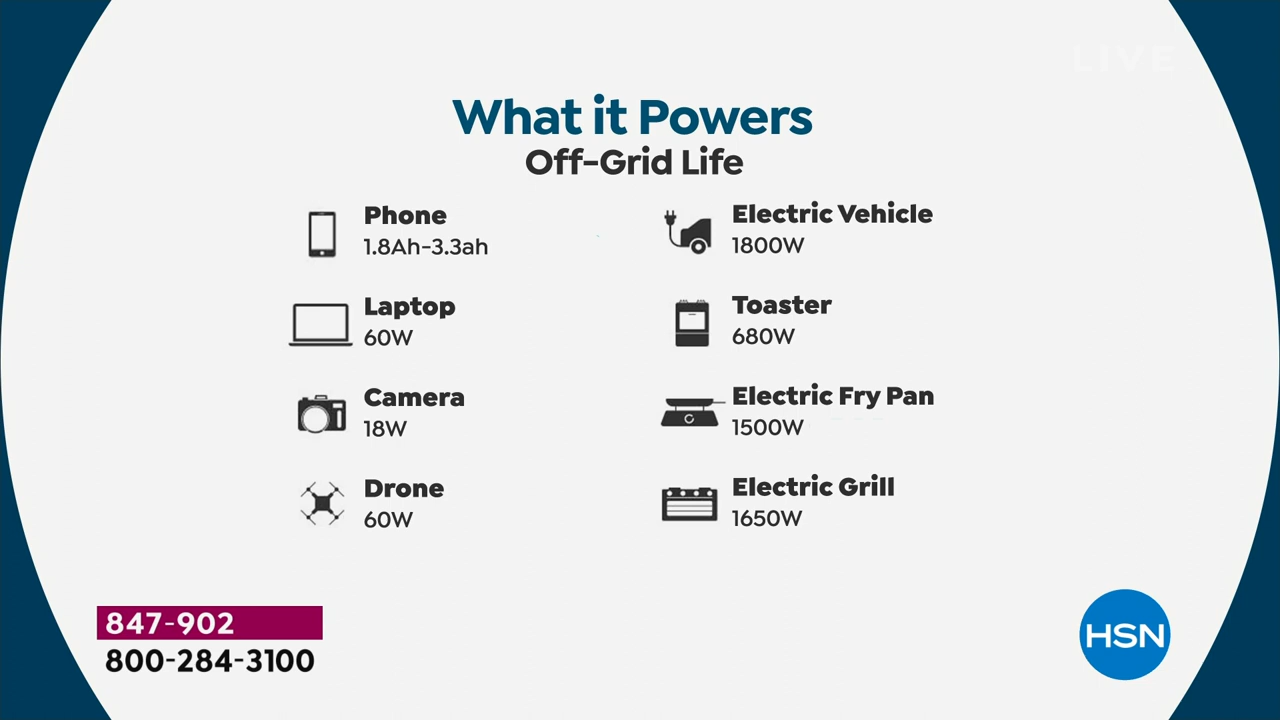 LIVE
What it Powers
Off-Grid Life
Phone
1.8Ah-3.3ah
Laptop
60W
Camera
18W
Drone
60W
Electric Vehicle
1800W
Toaster
680W
Electric Fry Pan
1500W
Electric Grill
1650W
847-902
800-284-3100
HSN